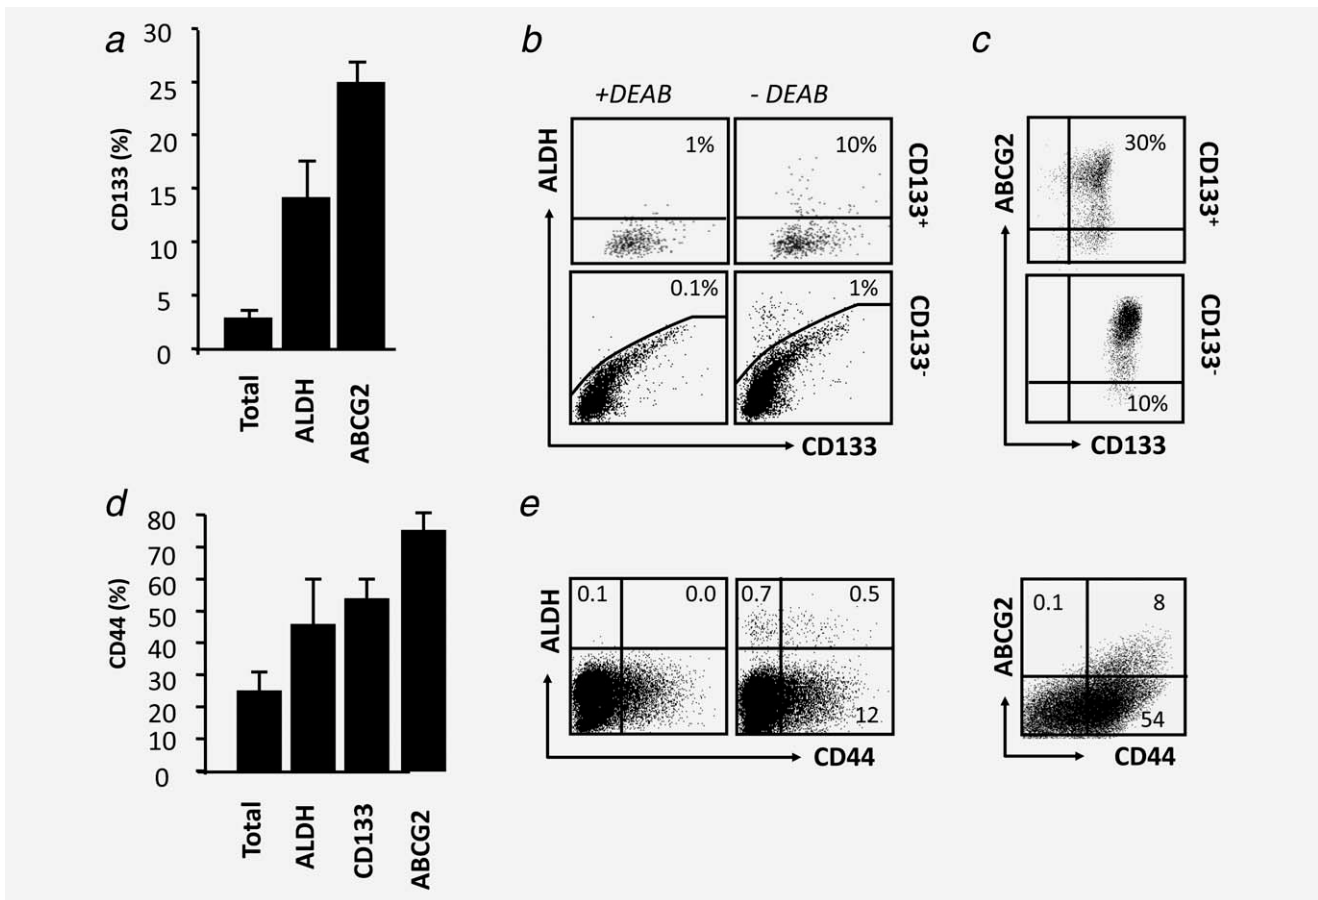 a
30
25
20
15
10
5
0
CD133 (%)
Total
ALDH
ABCG2
b
+DEAB
- DEAB
ALDH
1%
10%
CD133+
0.1%
1%
CD133-
CD133
c
ABCG2
30%
CD133+
10%
CD133-
CD133
d
80
70
60
50
40
30
20
10
0
CD44 (%)
Total
ALDH
CD133
ABCG2
e
ALDH
0.1
0.0
0.7
0.5
12
CD44
ABCG2
0.1
8
54
CD44